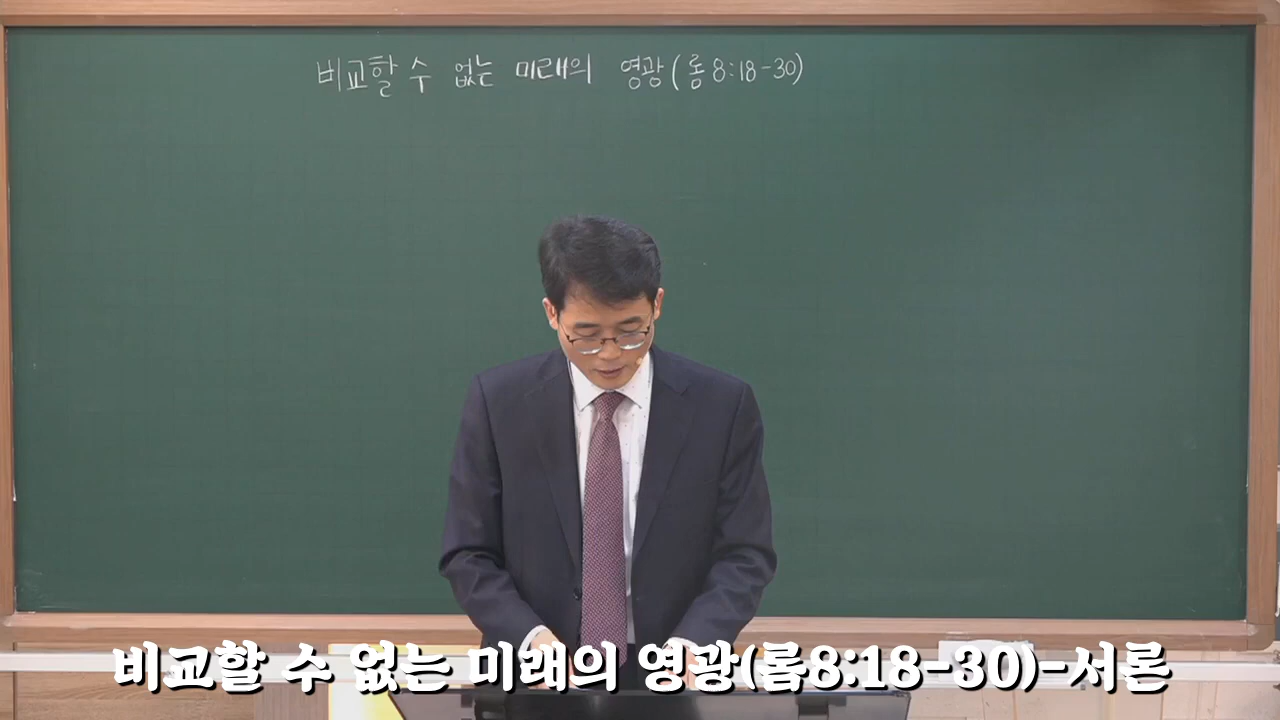 비교할 수 없는 미래의 영광(롬8:18-30)
비교할 수 없는 미래의 영광(롬8:18-30)-서론